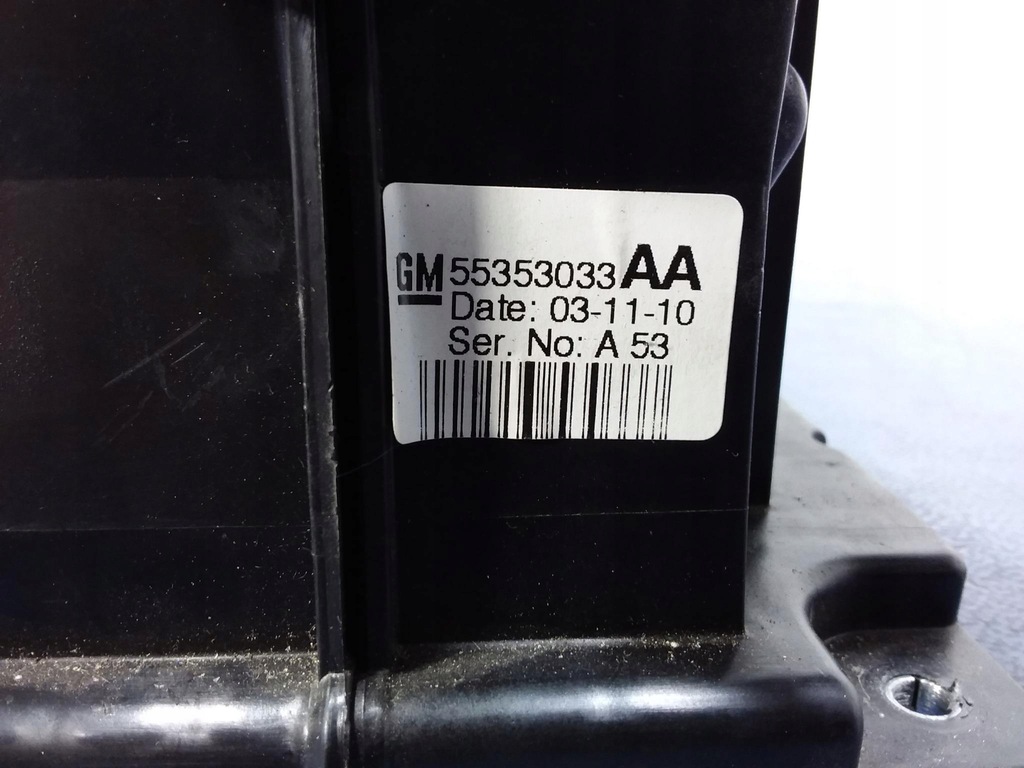 GM 55353033 AA
Date: 03-11-10
Ser. No: A 53